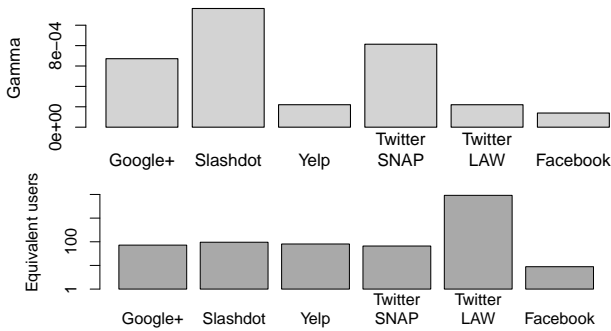 Gamma
8e−04
0e+00
Google+ Slashdot Yelp Twitter SNAP Twitter LAW Facebook
Equivalent users
100
1
Google+ Slashdot Yelp Twitter SNAP Twitter LAW Facebook